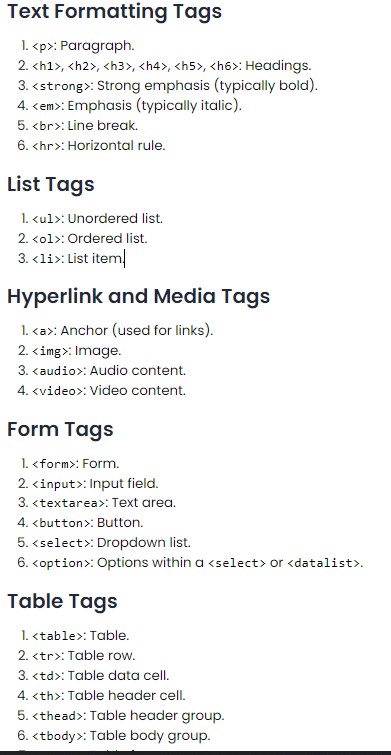 Text Formatting Tags
1. <p>: Paragraph.
2. <h1>, <h2>, <h3>, <h4>, <h5>, <h6>: Headings.
3. <strong>: Strong emphasis (typically bold).
4. <em>: Emphasis (typically italic).
5. <br>: Line break.
6. <hr>: Horizontal rule.
List Tags
1. <ul>: Unordered list.
2. <ol>: Ordered list.
3. <li>: List item.
Hyperlink and Media Tags
1. <a>: Anchor (used for links).
2. <img>: Image.
3. <audio>: Audio content.
4. <video>: Video content.
Form Tags
1. <form>: Form.
2. <input>: Input field.
3. <textarea>: Text area.
4. <button>: Button.
5. <select>: Dropdown list.
6. <option>: Options within a <select> or <datalist>.
Table Tags
1. <table>: Table.
2. <tr>: Table row.
3. <td>: Table data cell.
4. <th>: Table header cell.
5. <thead>: Table header group.
6. <tbody>: Table body group.